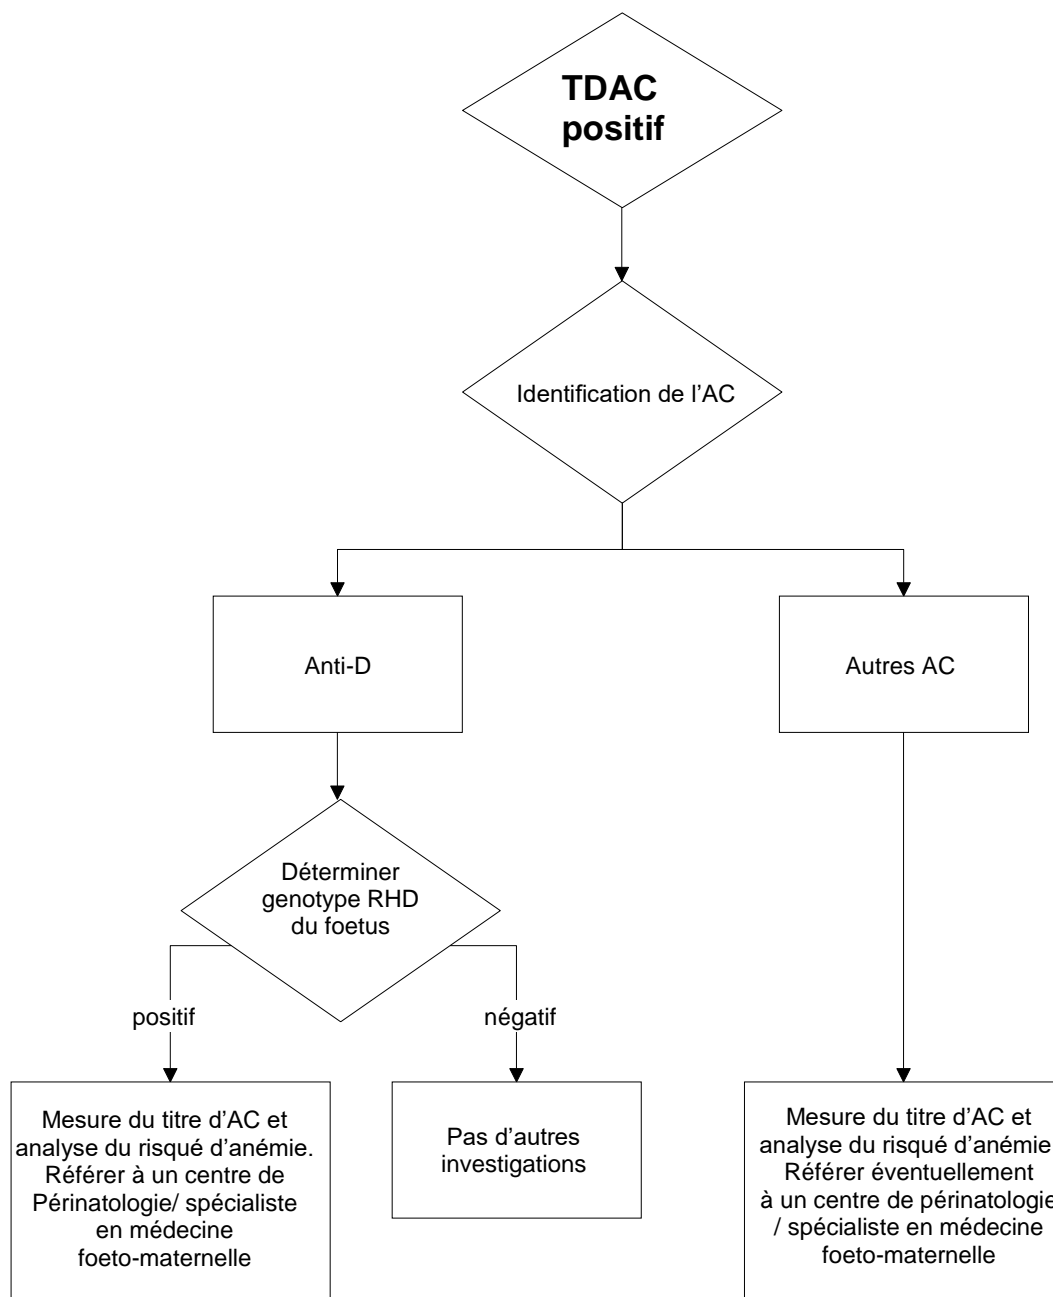 TDAC
positif
Identification de l'AC
Anti-D
Autres AC
Déterminer
genotype RHD
du foetus
positif
négatif
Mesure du titre d'AC et
analyse du risqué d'anémie.
Référer à un centre de
Périnatologie/ spécialiste
en médecine
foeto-maternelle
Pas d'autres
investigations
Mesure du titre d'AC et
analyse du risqué d'anémie
Référer éventuellement
à un centre de périnatologie
/ spécialiste en médecine
foeto-maternelle